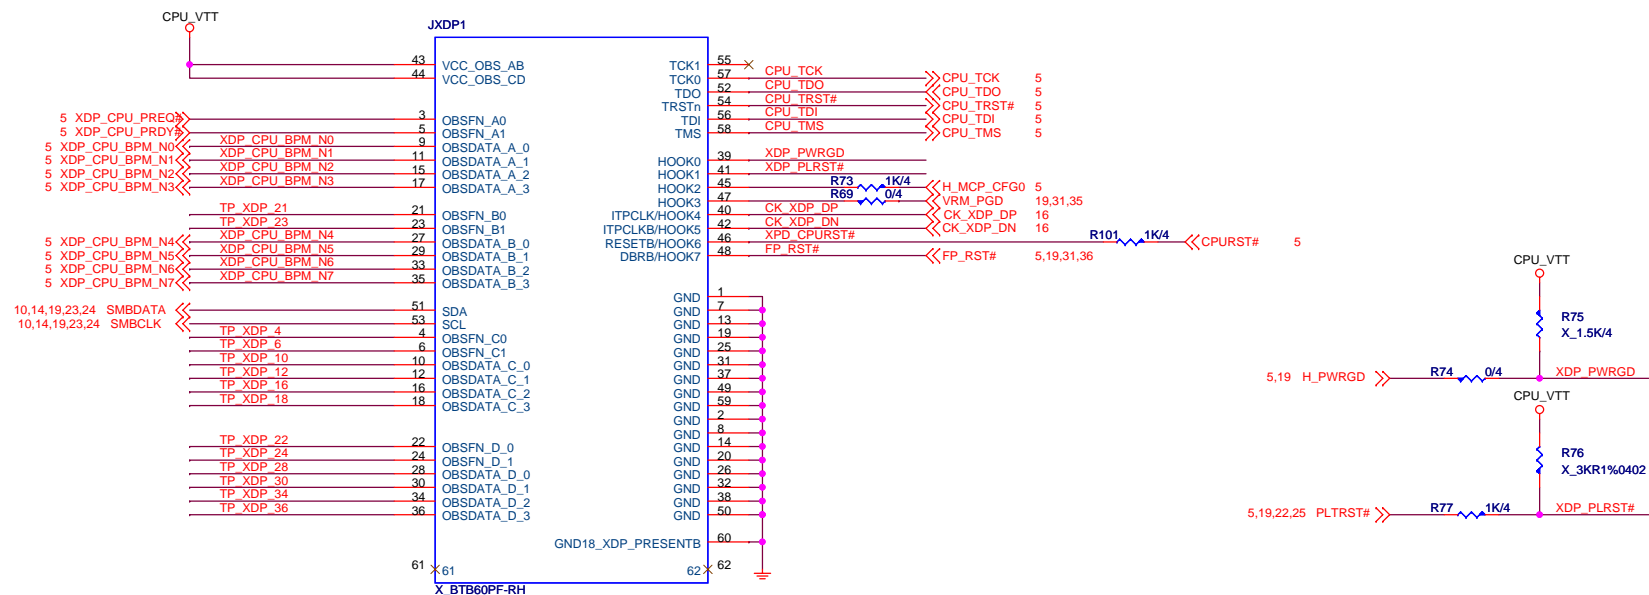 CPU_VTT
JXDP1
43 VCC_OBS_AB
44 VCC_OBS_CD
5 XDP_CPU_PREQ# 3 OBSFN_A0
5 XDP_CPU_PRDY# 5 OBSFN_A1
5 XDP_CPU_BPM_N0 XDP_CPU_BPM_N0 9 OBSDATA_A_0
5 XDP_CPU_BPM_N1 XDP_CPU_BPM_N1 11 OBSDATA_A_1
5 XDP_CPU_BPM_N2 XDP_CPU_BPM_N2 15 OBSDATA_A_2
5 XDP_CPU_BPM_N3 XDP_CPU_BPM_N3 17 OBSDATA_A_3
TP_XDP_21 21 OBSFN_B0
TP_XDP_23 23 OBSFN_B1
5 XDP_CPU_BPM_N4 XDP_CPU_BPM_N4 27 OBSDATA_B_0
5 XDP_CPU_BPM_N5 XDP_CPU_BPM_N5 29 OBSDATA_B_1
5 XDP_CPU_BPM_N6 XDP_CPU_BPM_N6 33 OBSDATA_B_2
5 XDP_CPU_BPM_N7 XDP_CPU_BPM_N7 35 OBSDATA_B_3
10,14,19,23,24 SMBDATA 51 SDA
10,14,19,23,24 SMBCLK 53 SCL
TP_XDP_4 4 OBSFN_C0
TP_XDP_6 6 OBSFN_C1
TP_XDP_10 10 OBSDATA_C_0
TP_XDP_12 12 OBSDATA_C_1
TP_XDP_16 16 OBSDATA_C_2
TP_XDP_18 18 OBSDATA_C_3
TP_XDP_22 22 OBSFN_D_0
TP_XDP_24 24 OBSFN_D_1
TP_XDP_28 28 OBSDATA_D_0
TP_XDP_30 30 OBSDATA_D_1
TP_XDP_34 34 OBSDATA_D_2
TP_XDP_36 36 OBSDATA_D_3
61 61
X_BTB60PF-RH
TCK1 55
TCK0 57 CPU_TCK CPU_TCK 5
TDO 52 CPU_TDO CPU_TDO 5
TRSTn 54 CPU_TRST# CPU_TRST# 5
TDI 56 CPU_TDI CPU_TDI 5
TMS 58 CPU_TMS CPU_TMS 5
HOOK0 39 XDP_PWRGD
HOOK1 41 XDP_PLRST#
HOOK2 45 R73 1K/4 H_MCP_CFG0 5
HOOK3 47 R69 0/4 VRM_PGD 19,31,35
ITPCLK/HOOK4 40 CK_XDP_DP CK_XDP_DP 16
ITPCLKB/HOOK5 42 CK_XDP_DN CK_XDP_DN 16
RESETB/HOOK6 46 XPD_CPURST# R101 1K/4 CPURST# 5
DBRB/HOOK7 48 FP_RST# FP_RST# 5,19,31,36
GND 1
GND 7
GND 13
GND 19
GND 25
GND 31
GND 37
GND 49
GND 59
GND 2
GND 8
GND 14
GND 20
GND 26
GND 32
GND 38
GND 50
GND18_XDP_PRESENTB 60
62 62
CPU_VTT
R75
X_1.5K/4
5,19 H_PWRGD R74 0/4 XDP_PWRGD
CPU_VTT
R76
X_3KR1%0402
5,19,22,25 PLTRST# R77 1K/4 XDP_PLRST#